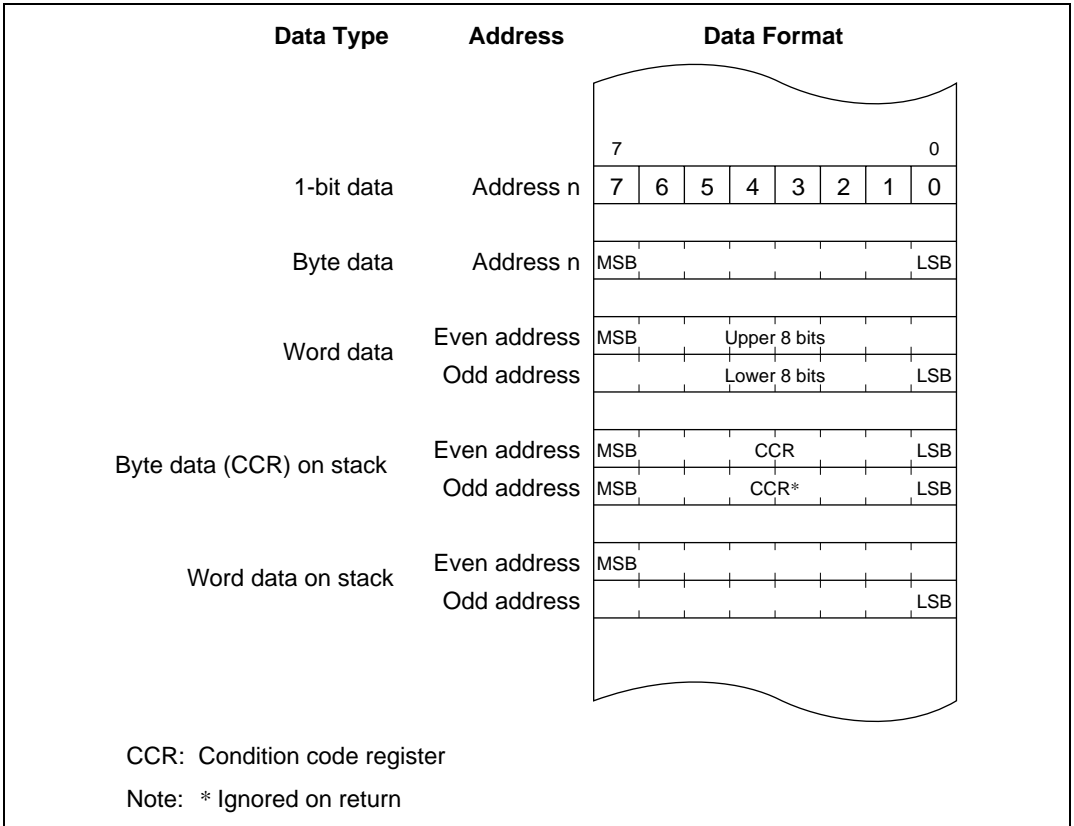 Data Type Address Data Format
7 0
1-bit data Address n 7 6 5 4 3 2 1 0
Byte data Address n MSB LSB
Word data
Even address MSB Upper 8 bits
Odd address Lower 8 bits LSB
Byte data (CCR) on stack
Even address MSB CCR LSB
Odd address MSB CCR* LSB
Word data on stack
Even address MSB
Odd address LSB
CCR: Condition code register
Note: * Ignored on return